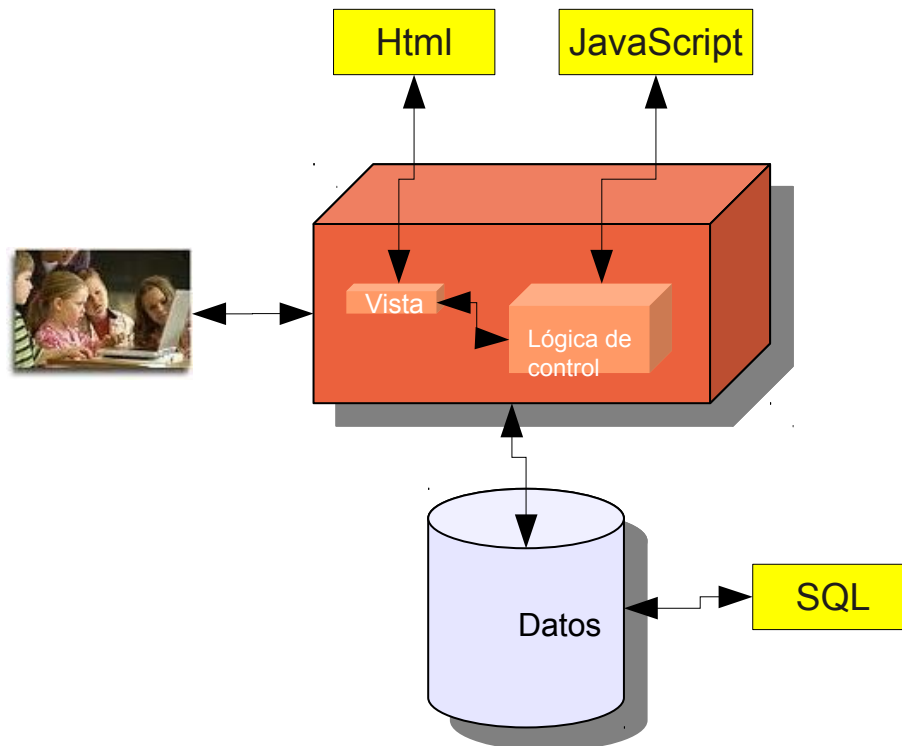 Html
JavaScript
Vista
Lógica de
control
Datos
SQL